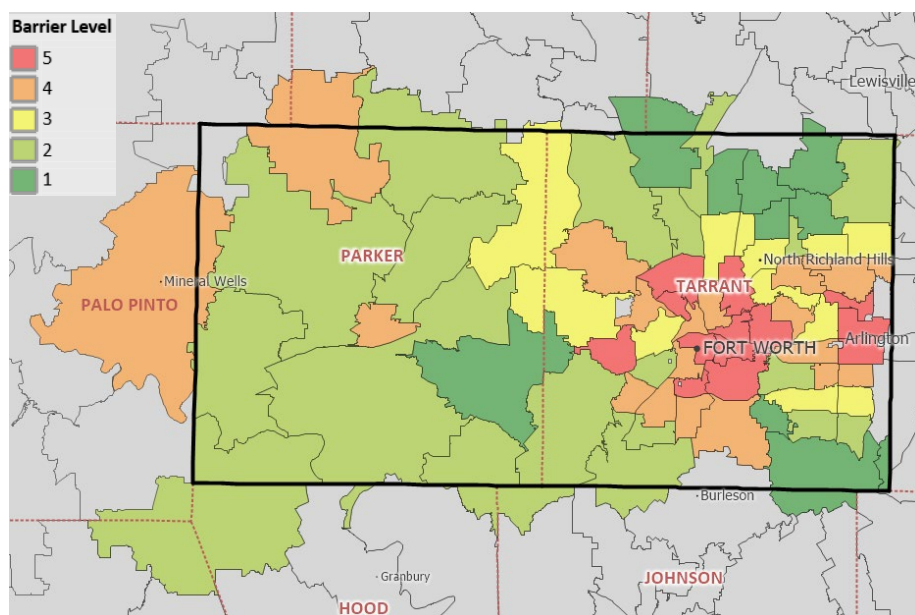 Barrier Level
5
4
3
2
1
Lewisville
PARKER
North Richland Hills
Mineral Wells
TARRANT
PALO PINTO
FORT WORTH
Arlington
Burleson
Granbury
JOHNSON
HOOD